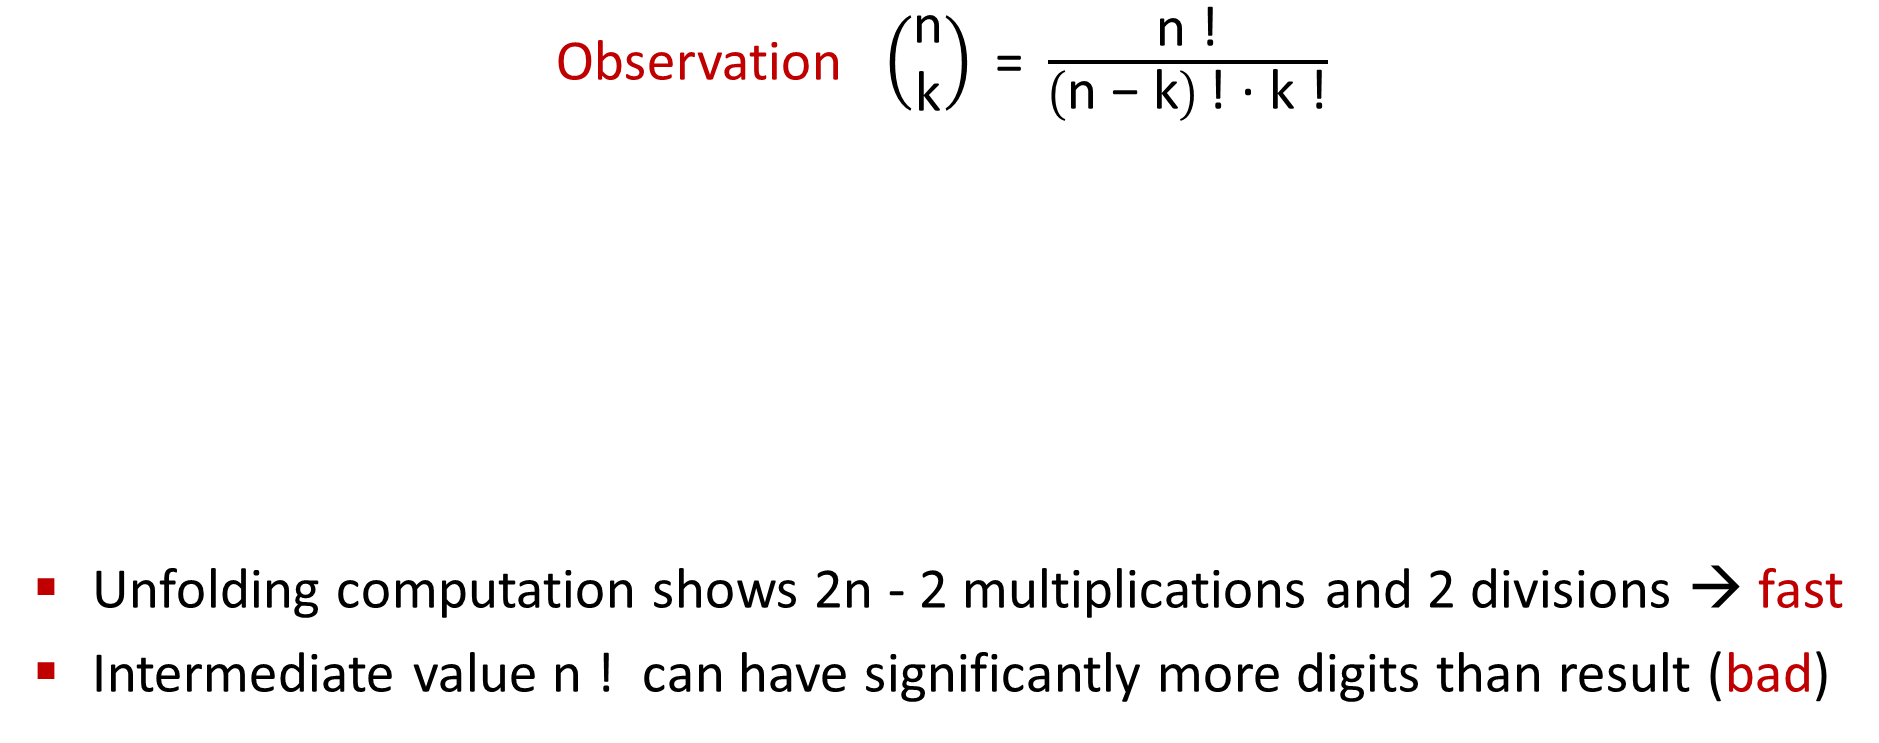 Observation (n k) = n ! / (n – k) ! · k !
▪ Unfolding computation shows 2n - 2 multiplications and 2 divisions → fast
▪ Intermediate value n ! can have significantly more digits than result (bad)